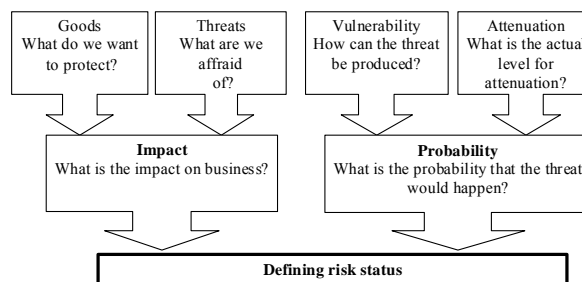 Goods
What do we want
to protect?
Threats
What are we
affraid
of?
Vulnerability
How can the threat
be produced?
Attenuation
What is the actual
level for
attenuation?
Impact
What is the impact on business?
Probability
What is the probability that the threat
would happen?
Defining risk status